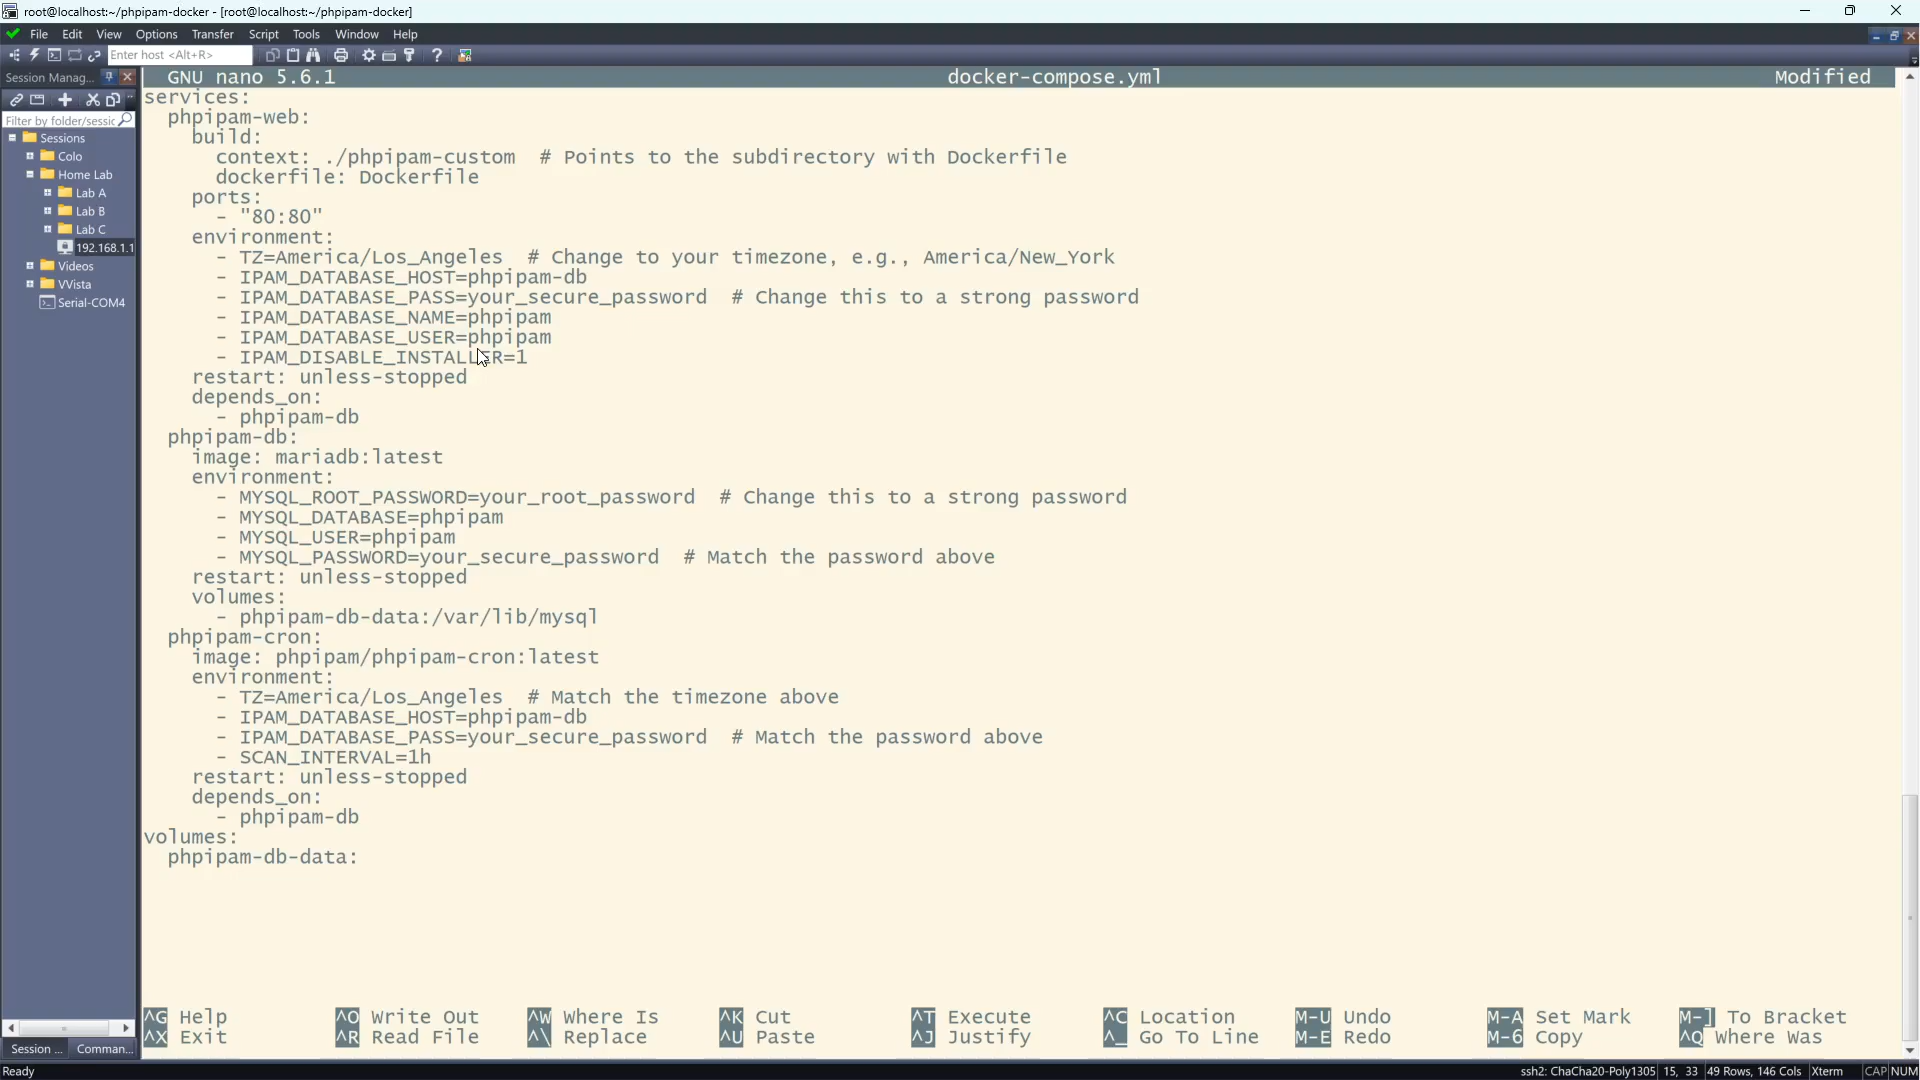 root@localhost:~/phpipam-docker - [root@localhost:~/phpipam-docker]
File Edit View Options Transfer Script Tools Window Help
Enter host <Alt+R>
Session Manag...
Filter by folder/sessic
Sessions
Colo
Home Lab
Lab A
Lab B
Lab C
192.168.1.1
Videos
VVista
Serial-COM4
GNU nano 5.6.1 docker-compose.yml Modified
services:
  phpipam-web:
    build:
      context: ./phpipam-custom  # Points to the subdirectory with Dockerfile
      dockerfile: Dockerfile
    ports:
      - "80:80"
    environment:
      - TZ=America/Los_Angeles  # Change to your timezone, e.g., America/New_York
      - IPAM_DATABASE_HOST=phpipam-db
      - IPAM_DATABASE_PASS=your_secure_password  # Change this to a strong password
      - IPAM_DATABASE_NAME=phpipam
      - IPAM_DATABASE_USER=phpipam
      - IPAM_DISABLE_INSTALLER=1
    restart: unless-stopped
    depends_on:
      - phpipam-db
  phpipam-db:
    image: mariadb:latest
    environment:
      - MYSQL_ROOT_PASSWORD=your_root_password  # Change this to a strong password
      - MYSQL_DATABASE=phpipam
      - MYSQL_USER=phpipam
      - MYSQL_PASSWORD=your_secure_password  # Match the password above
    restart: unless-stopped
    volumes:
      - phpipam-db-data:/var/lib/mysql
  phpipam-cron:
    image: phpipam/phpipam-cron:latest
    environment:
      - TZ=America/Los_Angeles  # Match the timezone above
      - IPAM_DATABASE_HOST=phpipam-db
      - IPAM_DATABASE_PASS=your_secure_password  # Match the password above
      - SCAN_INTERVAL=1h
    restart: unless-stopped
    depends_on:
      - phpipam-db
volumes:
  phpipam-db-data:
^G Help ^O Write Out ^W Where Is ^K Cut ^T Execute ^C Location M-U Undo M-A Set Mark M-] To Bracket
^X Exit ^R Read File ^\ Replace ^U Paste ^J Justify ^_ Go To Line M-E Redo M-6 Copy ^Q Where Was
Session ... Comman...
Ready ssh2: ChaCha20-Poly1305 15, 33 49 Rows, 146 Cols Xterm CAP NUM